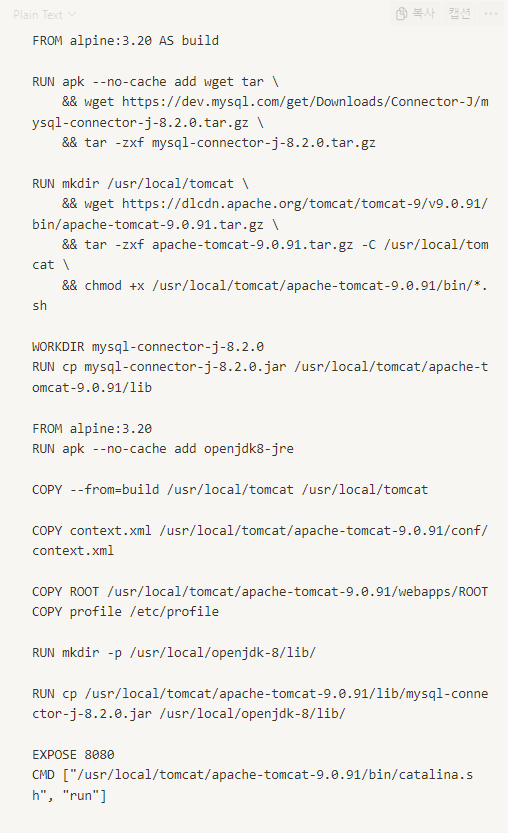 Plain Text
복사
캡션
FROM alpine:3.20 AS build
RUN apk --no-cache add wget tar \
&& wget https://dev.mysql.com/get/Downloads/Connector-J/m
ysql-connector-j-8.2.0.tar.gz \
&& tar -zxf mysql-connector-j-8.2.0.tar.gz
RUN mkdir /usr/local/tomcat \
&& wget https://dlcdn.apache.org/tomcat/tomcat-9/v9.0.91/
bin/apache-tomcat-9.0.91.tar.gz \
&& tar -zxf apache-tomcat-9.0.91.tar.gz -C /usr/local/tom
cat \
&& chmod +x /usr/local/tomcat/apache-tomcat-9.0.91/bin/*.
sh
WORKDIR mysql-connector-j-8.2.0
RUN cp mysql-connector-j-8.2.0.jar /usr/local/tomcat/apache-t
omcat-9.0.91/lib
FROM alpine:3.20
RUN apk --no-cache add openjdk8-jre
COPY --from=build /usr/local/tomcat /usr/local/tomcat
COPY context.xml /usr/local/tomcat/apache-tomcat-9.0.91/conf/
context.xml
COPY ROOT /usr/local/tomcat/apache-tomcat-9.0.91/webapps/ROOT
COPY profile /etc/profile
RUN mkdir -p /usr/local/openjdk-8/lib/
RUN cp /usr/local/tomcat/apache-tomcat-9.0.91/lib/mysql-conne
ctor-j-8.2.0.jar /usr/local/openjdk-8/lib/
EXPOSE 8080
CMD ["/usr/local/tomcat/apache-tomcat-9.0.91/bin/catalina.s
h", "run"]